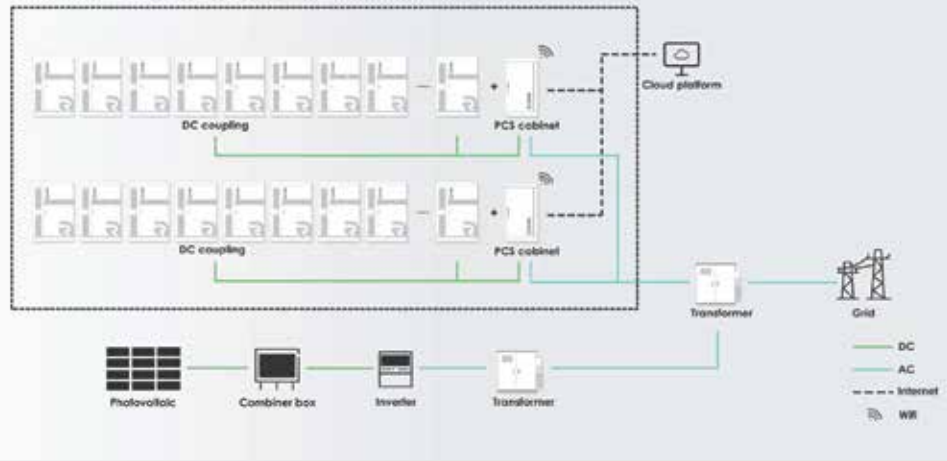 Cloud platform
DC coupling
PCS cabinet
DC coupling
PCS cabinet
Transformer
Grid
Photovoltaic
Combiner box
Inverter
Transformer
DC
AC
Internet
Wifi